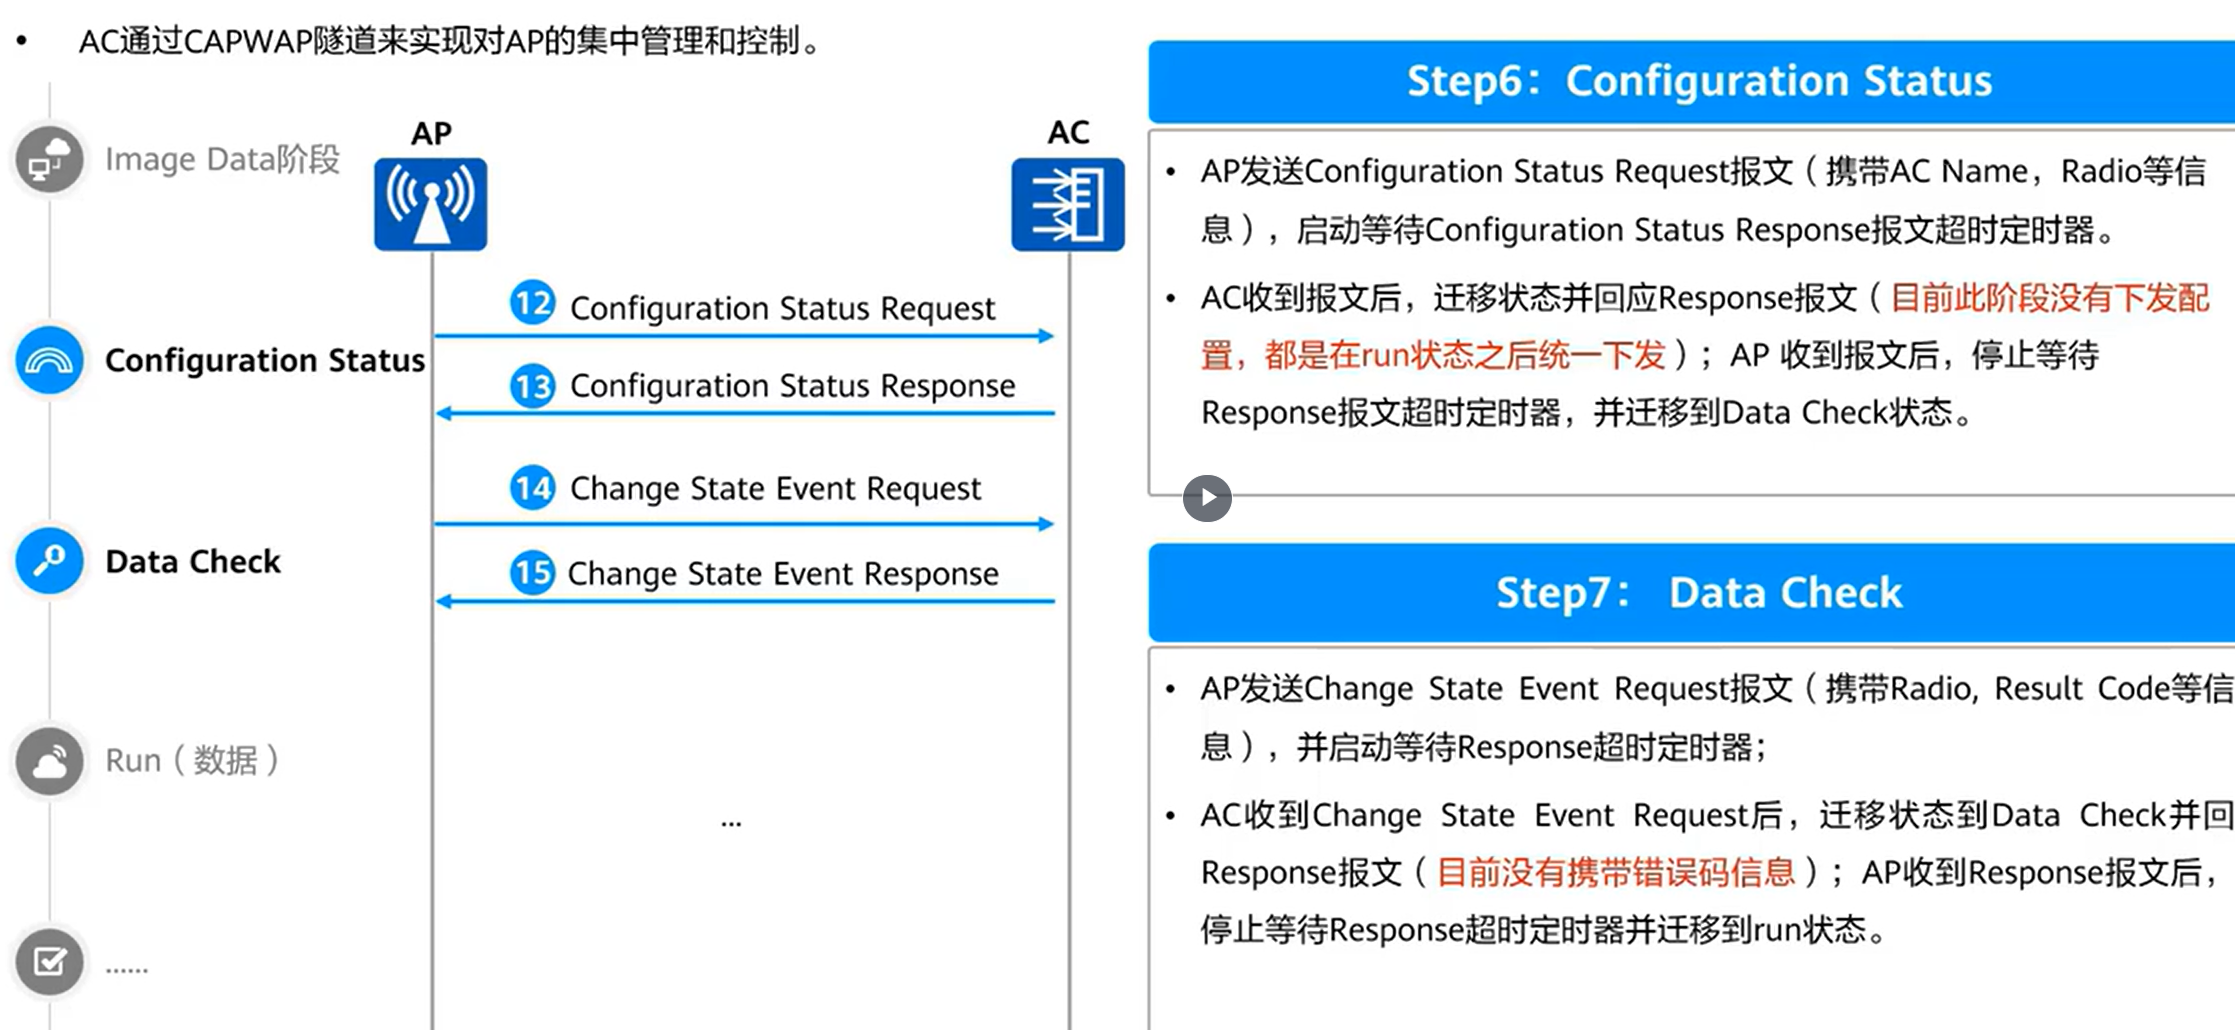 • AC通过CAPWAP隧道来实现对AP的集中管理和控制。
Image Data阶段
AP
AC
12 Configuration Status Request
Configuration Status
13 Configuration Status Response
14 Change State Event Request
Data Check
15 Change State Event Response
Run（数据）
...
......
Step6：Configuration Status
• AP发送Configuration Status Request报文（携带AC Name，Radio等信
息），启动等待Configuration Status Response报文超时定时器。
• AC收到报文后，迁移状态并回应Response报文（目前此阶段没有下发配
置，都是在run状态之后统一下发）；AP 收到报文后，停止等待
Response报文超时定时器，并迁移到Data Check状态。
Step7： Data Check
• AP发送Change State Event Request报文（携带Radio, Result Code等信
息），并启动等待Response超时定时器；
• AC收到Change State Event Request后，迁移状态到Data Check并回
Response报文（目前没有携带错误码信息）；AP收到Response报文后，
停止等待Response超时定时器并迁移到run状态。